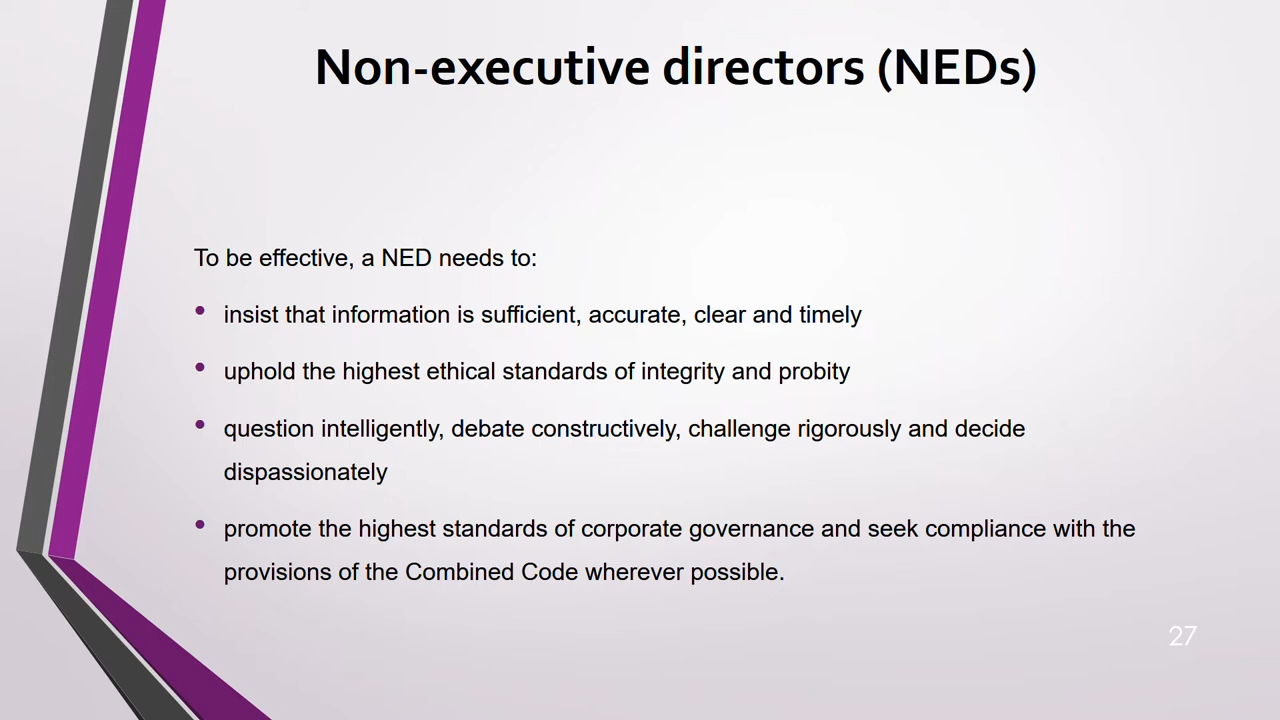 Non-executive directors (NEDs)
To be effective, a NED needs to:
• insist that information is sufficient, accurate, clear and timely
• uphold the highest ethical standards of integrity and probity
• question intelligently, debate constructively, challenge rigorously and decide
dispassionately
• promote the highest standards of corporate governance and seek compliance with the
provisions of the Combined Code wherever possible.
27